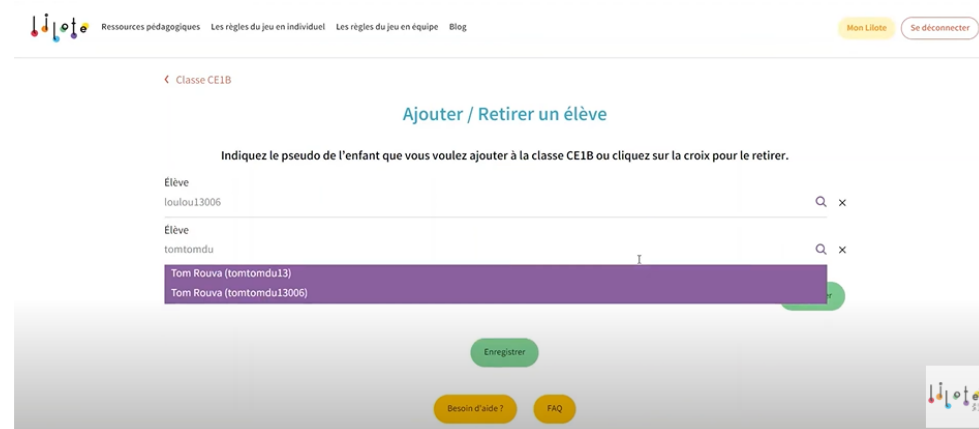 Lilote Ressources pédagogiques Les règles du jeu en individuel Les règles du jeu en équipe Blog Mon Lilote Se déconnecter
Classe CE1B
Ajouter / Retirer un élève
Indiquez le pseudo de l'enfant que vous voulez ajouter à la classe CE1B ou cliquez sur la croix pour le retirer.
Élève
loulou13006
Élève
tomtomdu
Tom Rouva (tomtomdu13)
Tom Rouva (tomtomdu13006)
Enregistrer
Besoin d'aide ? FAQ
Lilote